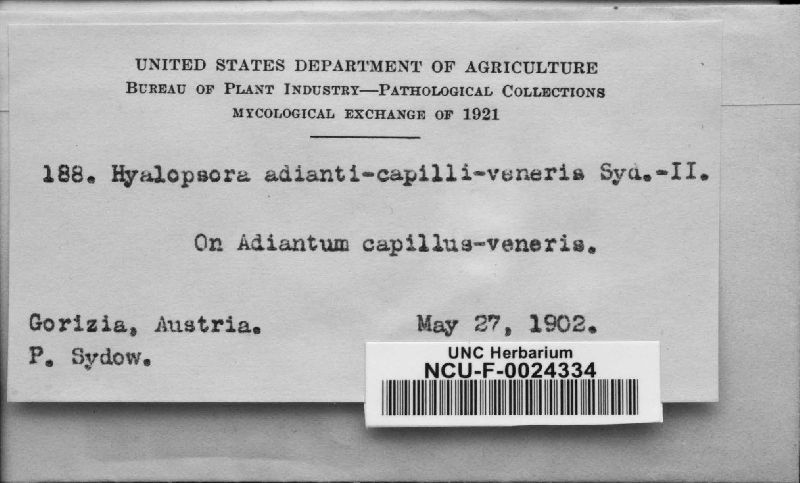 UNITED STATES DEPARTMENT OF AGRICULTURE
BUREAU OF PLANT INDUSTRY—PATHOLOGICAL COLLECTIONS
MYCOLOGICAL EXCHANGE OF 1921
188. Hyalopsora adianti-capilli-veneris Syd.-II.
On Adiantum capillus-veneris.
Gorizia, Austria. May 27, 1902.
P. Sydow.
UNC Herbarium
NCU-F-0024334